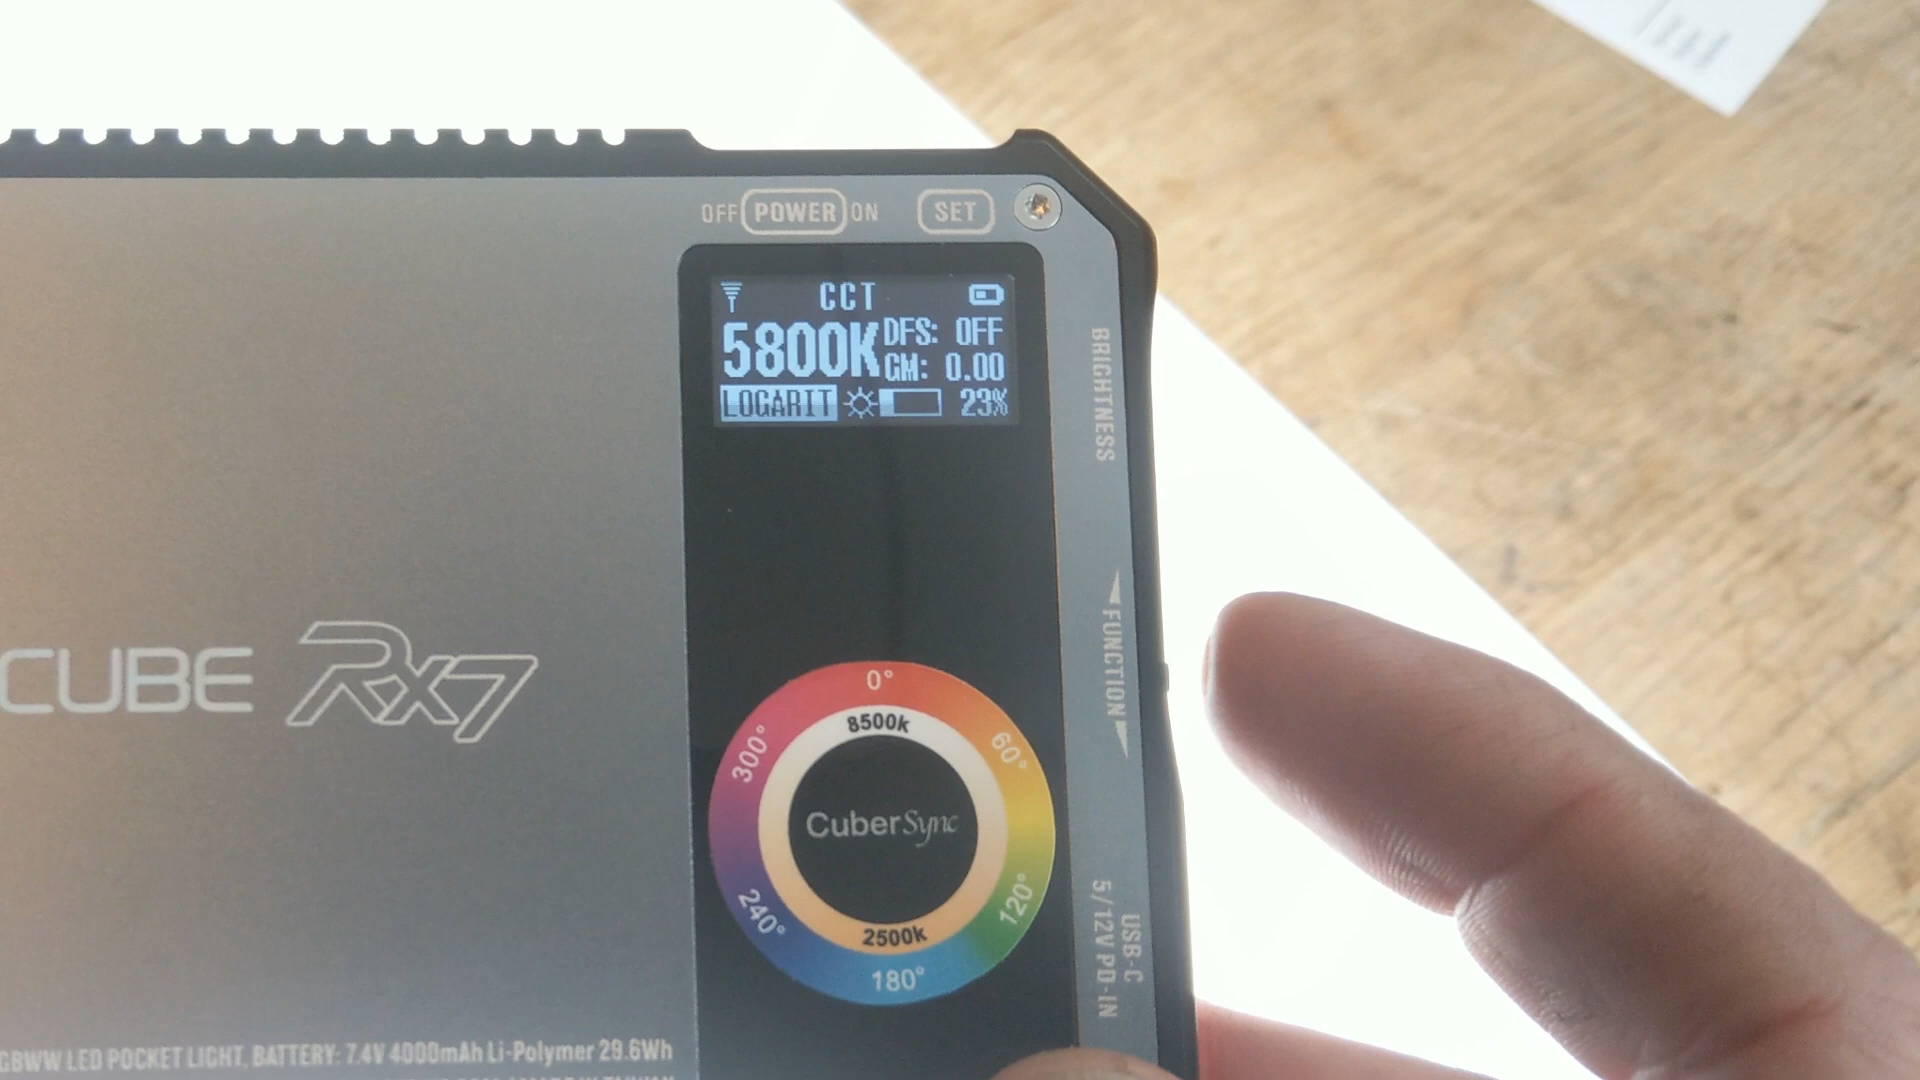 OFF POWER ON SET
CCT
5800K DFS: OFF
GM: 0.00
LOGARIT 23%
BRIGHTNESS
FUNCTION
CUBE Rx7
0°
60°
120°
180°
240°
300°
8500k
CuberSync
2500k
USB-C
5/12V PD-IN
LED POCKET LIGHT, BATTERY: 7.4V 4000mAh Li-Polymer 29.6Wh